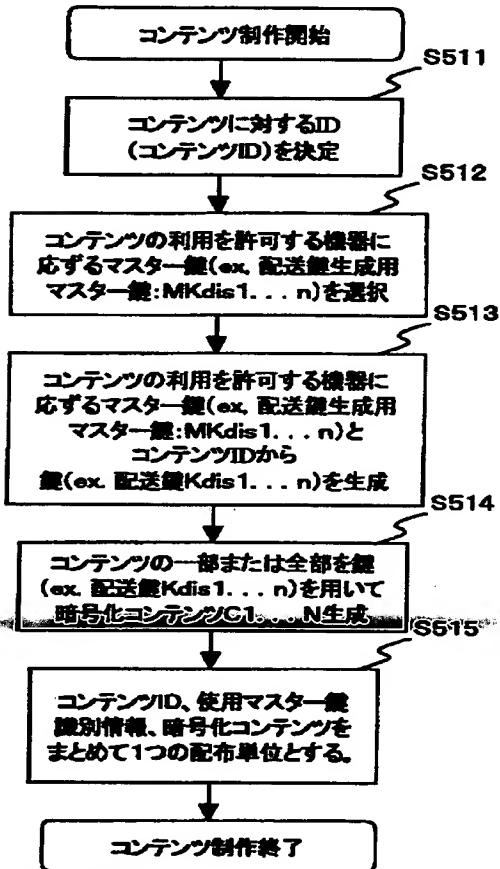 コンテンツ制作開始
S511
コンテンツに対するID
(コンテンツID)を決定
S512
コンテンツの利用を許可する機器に
応ずるマスター鍵(ex. 配送鍵生成用
マスター鍵:MKdis1...n)を選択
S513
コンテンツの利用を許可する機器に
応ずるマスター鍵(ex. 配送鍵生成用
マスター鍵:MKdis1...n)と
コンテンツIDから
鍵(ex. 配送鍵Kdis1...n)を生成
S514
コンテンツの一部または全部を鍵
(ex. 配送鍵Kdis1...n)を用いて
暗号化コンテンツC1...N生成
S515
コンテンツID、使用マスター鍵
識別情報、暗号化コンテンツを
まとめて1つの配布単位とする。
コンテンツ制作終了